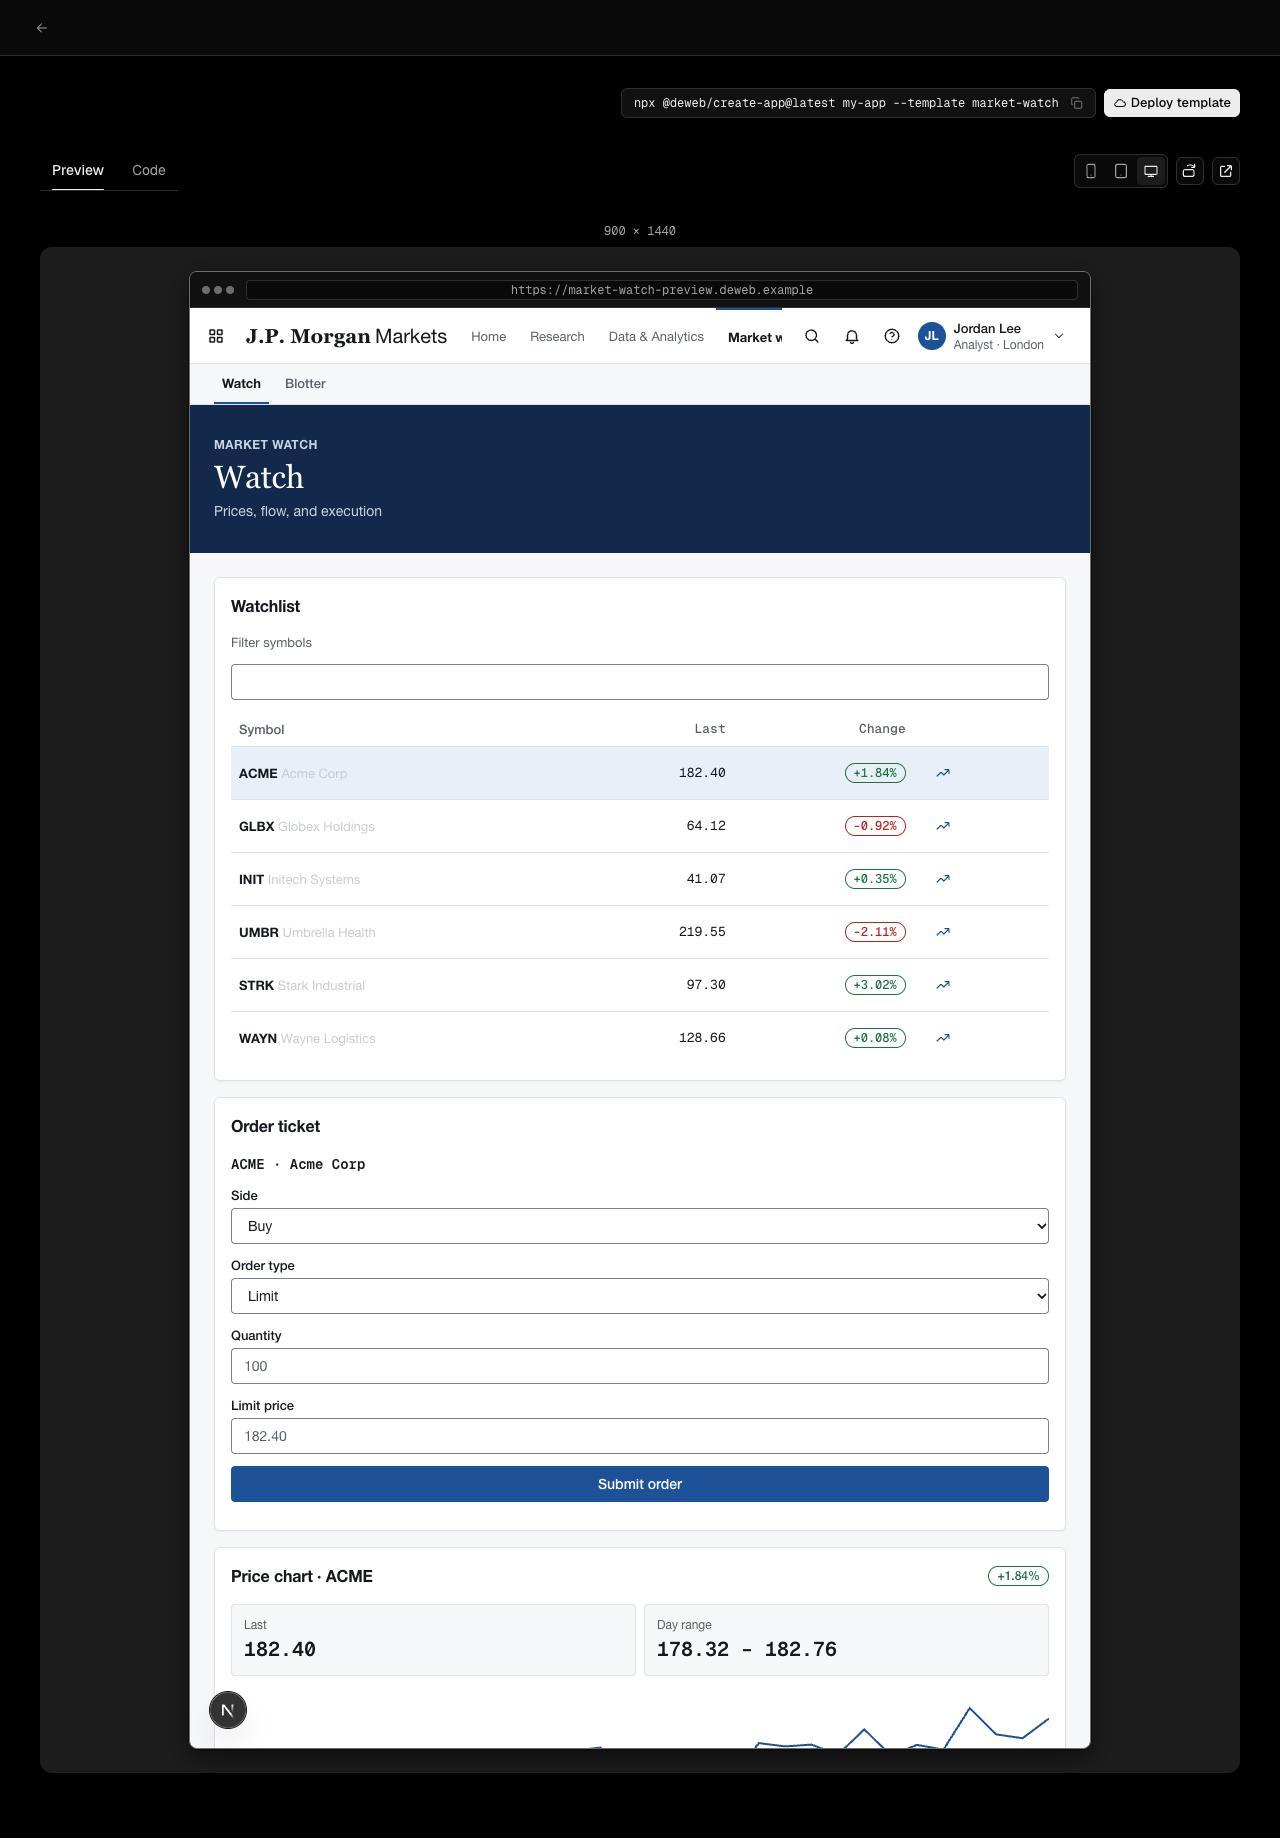 npx @deweb/create-app@latest my-app --template market-watch
Deploy template
Preview
Code
900 × 1440
https://market-watch-preview.deweb.example
J.P. Morgan Markets
Home
Research
Data & Analytics
Market w
JL
Jordan Lee
Analyst · London
Watch
Blotter
MARKET WATCH
Watch
Prices, flow, and execution
Watchlist
Filter symbols
Symbol Last Change
ACME Acme Corp 182.40 +1.84%
GLBX Globex Holdings 64.12 -0.92%
INIT Initech Systems 41.07 +0.35%
UMBR Umbrella Health 219.55 -2.11%
STRK Stark Industrial 97.30 +3.02%
WAYN Wayne Logistics 128.66 +0.08%
Order ticket
ACME · Acme Corp
Side
Buy
Order type
Limit
Quantity
100
Limit price
182.40
Submit order
Price chart · ACME
+1.84%
Last
182.40
Day range
178.32 – 182.76
N